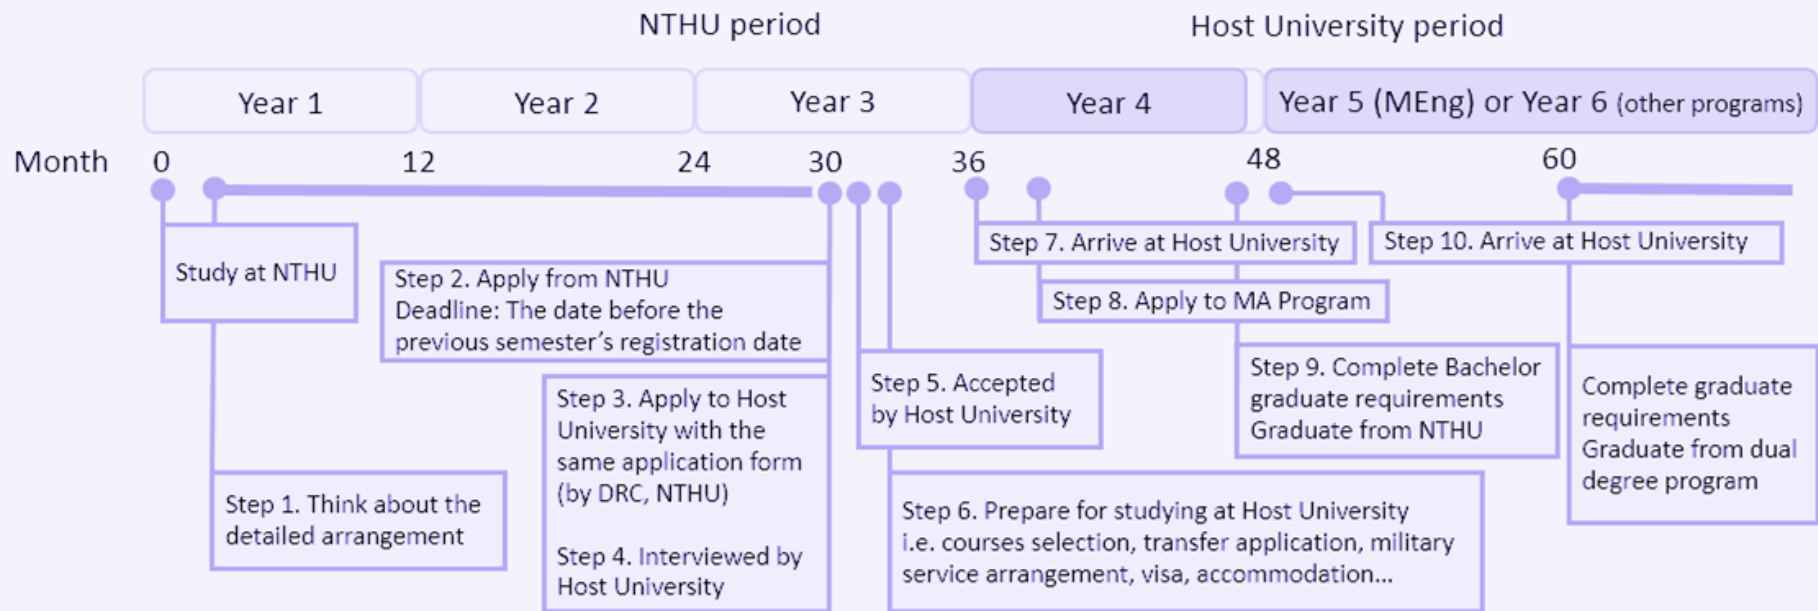 NTHU period
Host University period
Year 1
Year 2
Year 3
Year 4
Year 5 (MEng) or Year 6 (other programs)
Month
0
12
24
30
36
48
60
Study at NTHU
Step 1. Think about the
detailed arrangement
Step 2. Apply from NTHU
Deadline: The date before the
previous semester’s registration date
Step 3. Apply to Host
University with the
same application form
(by DRC, NTHU)
Step 4. Interviewed by
Host University
Step 5. Accepted
by Host University
Step 6. Prepare for studying at Host University
i.e. courses selection, transfer application, military
service arrangement, visa, accommodation...
Step 7. Arrive at Host University
Step 8. Apply to MA Program
Step 9. Complete Bachelor
graduate requirements
Graduate from NTHU
Step 10. Arrive at Host University
Complete graduate
requirements
Graduate from dual
degree program